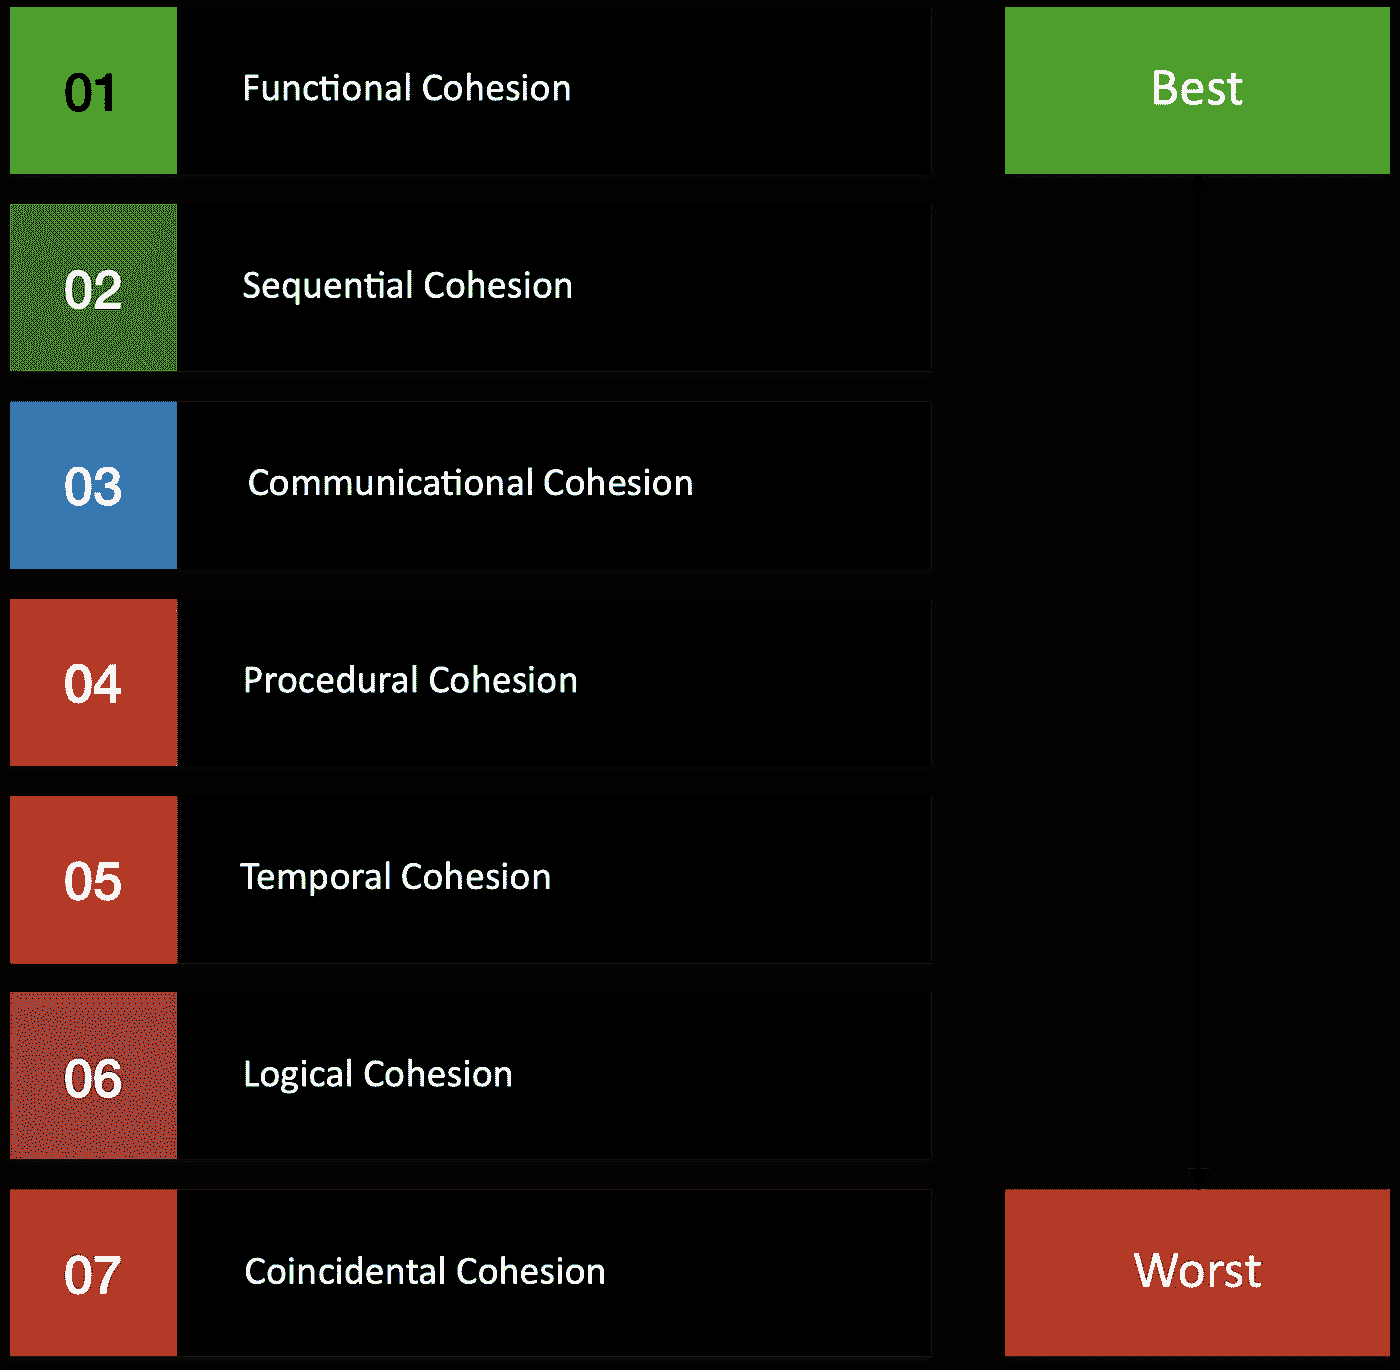 01 Functional Cohesion Best
02 Sequential Cohesion
03 Communicational Cohesion
04 Procedural Cohesion
05 Temporal Cohesion
06 Logical Cohesion
07 Coincidental Cohesion Worst